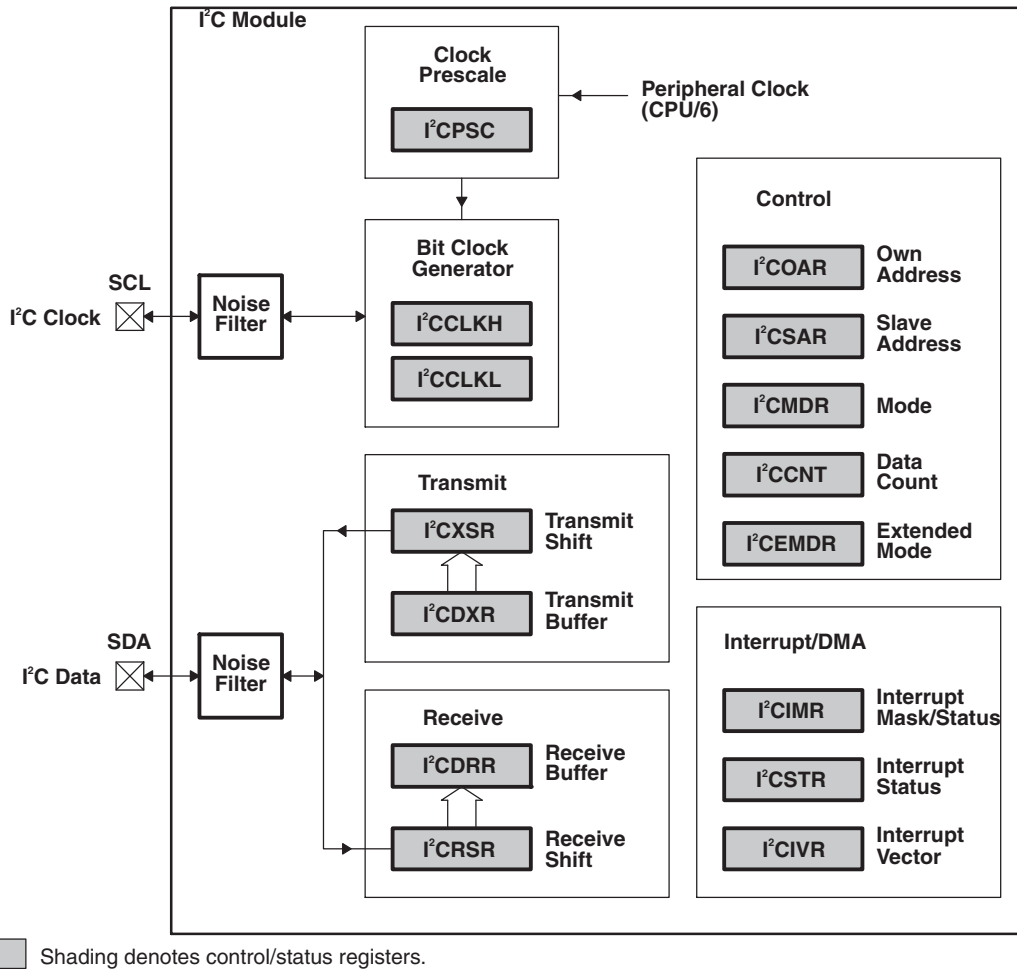 I²C Module
Clock
Prescale
I²CPSC
Peripheral Clock
(CPU/6)
Bit Clock
Generator
I²CCLKH
I²CCLKL
SCL
I²C Clock
Noise
Filter
Control
I²COAR
Own
Address
I²CSAR
Slave
Address
I²CMDR
Mode
I²CCNT
Data
Count
I²CEMDR
Extended
Mode
Transmit
I²CXSR
Transmit
Shift
I²CDXR
Transmit
Buffer
SDA
I²C Data
Noise
Filter
Receive
I²CDRR
Receive
Buffer
I²CRSR
Receive
Shift
Interrupt/DMA
I²CIMR
Interrupt
Mask/Status
I²CSTR
Interrupt
Status
I²CIVR
Interrupt
Vector
Shading denotes control/status registers.